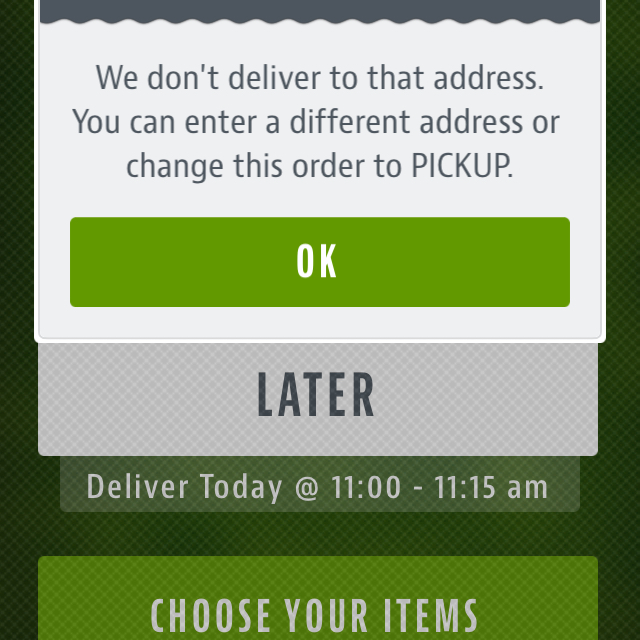 We don't deliver to that address.
You can enter a different address or
change this order to PICKUP.
OK
LATER
Deliver Today @ 11:00 - 11:15 am
CHOOSE YOUR ITEMS